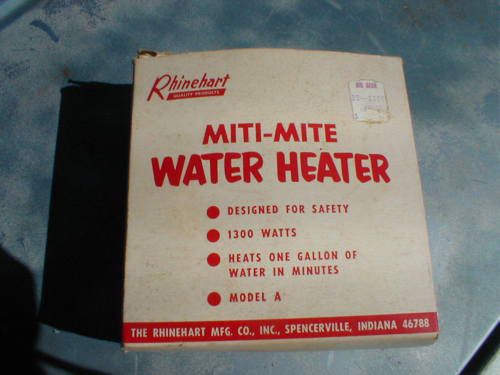 Rhinehart
QUALITY PRODUCTS
MITI-MITE
WATER HEATER
DESIGNED FOR SAFETY
1300 WATTS
HEATS ONE GALLON OF
WATER IN MINUTES
MODEL A
THE RHINEHART MFG. CO., INC., SPENCERVILLE, INDIANA 46788